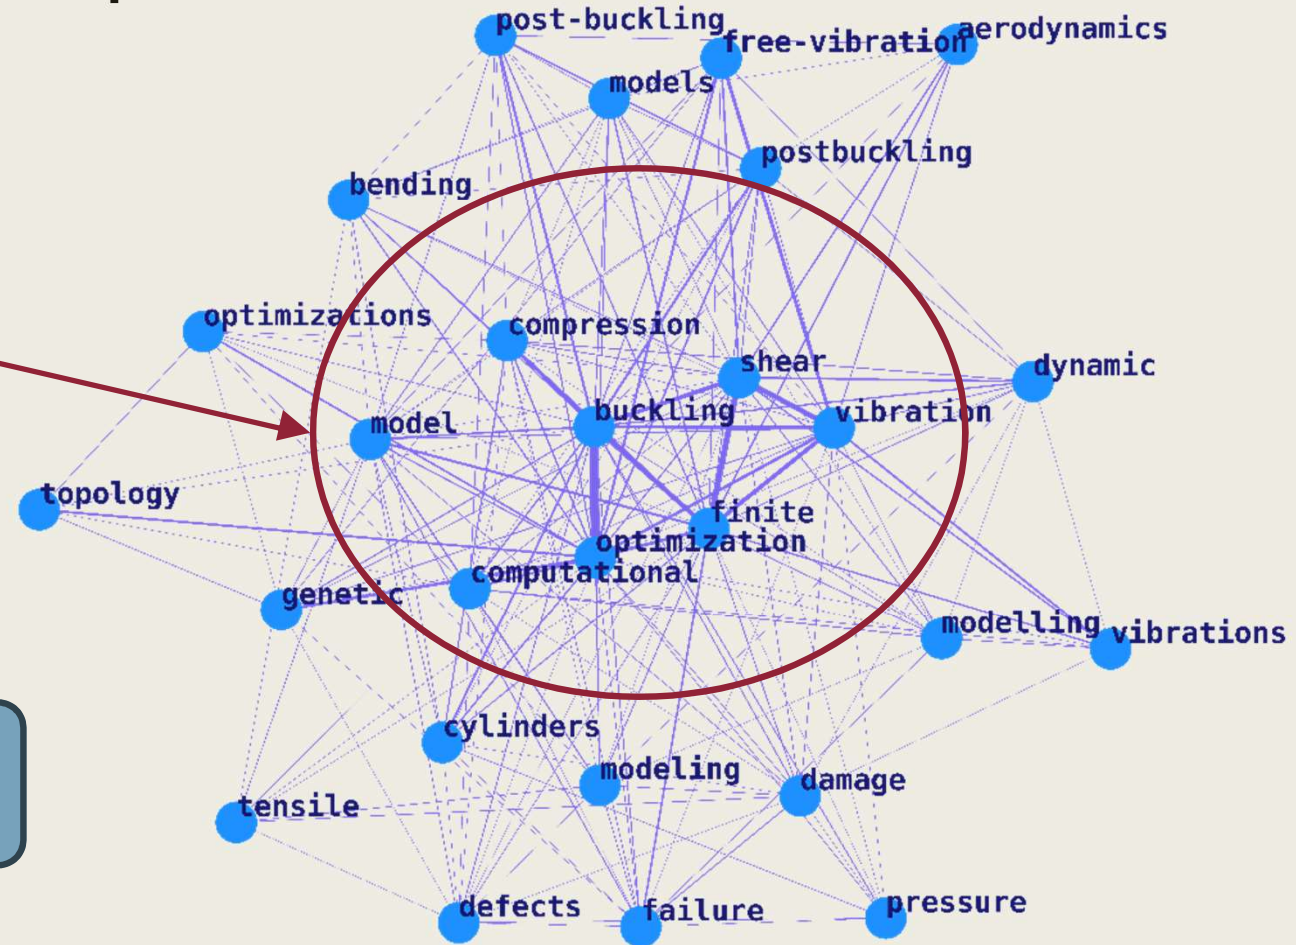 post-buckling
aerodynamics
free-vibration
models
postbuckling
bending
optimizations
compression
shear
dynamic
buckling
vibration
model
topology
finite
optimization
computational
genetic
modelling
vibrations
cylinders
modeling
damage
tensile
defects
failure
pressure